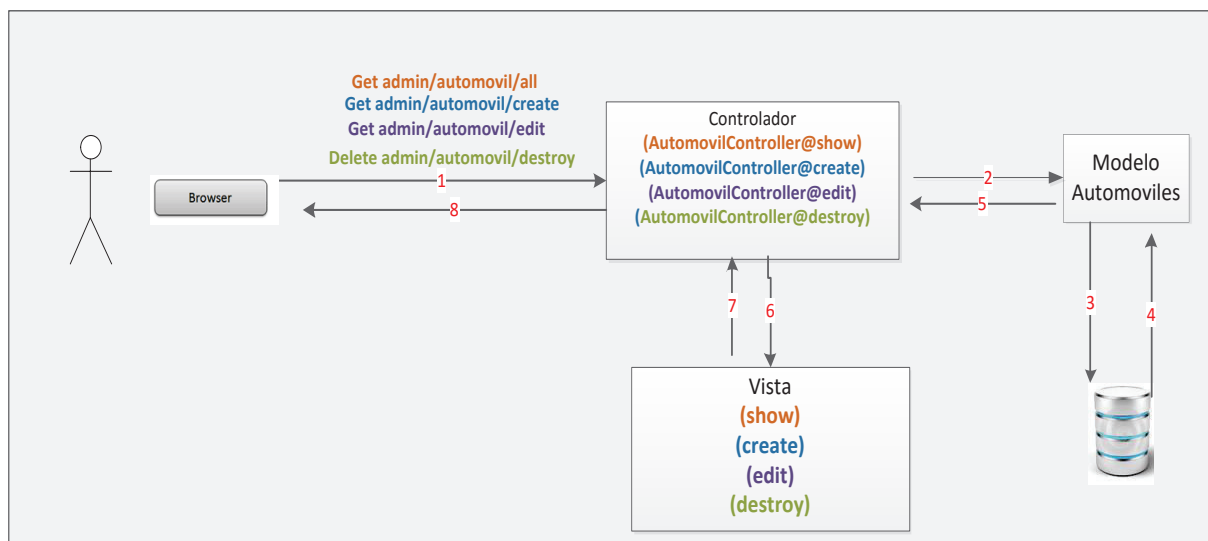 Get admin/automovil/all
Get admin/automovil/create
Get admin/automovil/edit
Delete admin/automovil/destroy
1
8
Browser
Controlador
(AutomovilController@show)
(AutomovilController@create)
(AutomovilController@edit)
(AutomovilController@destroy)
2
5
Modelo
Automoviles
3
4
7
6
Vista
(show)
(create)
(edit)
(destroy)